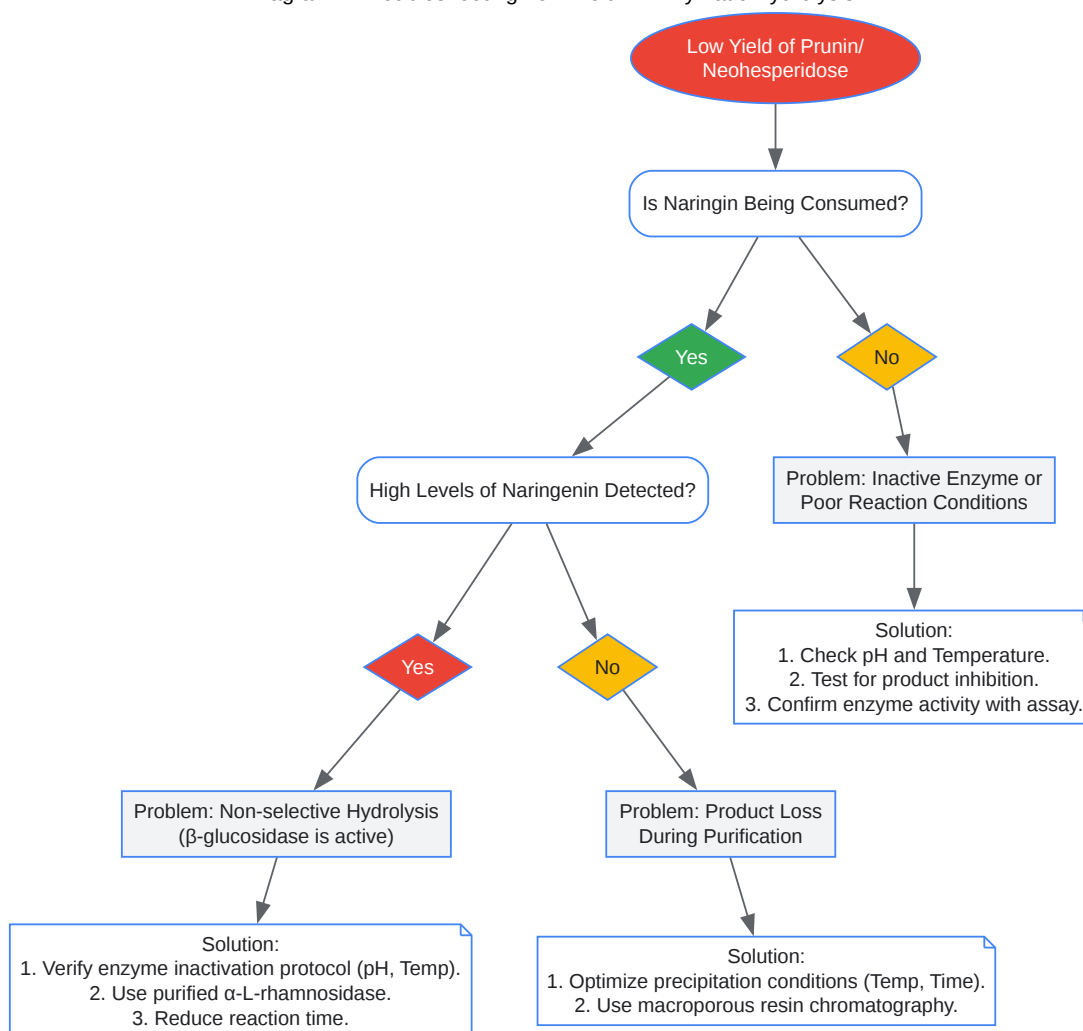 Low Yield of Prunin/
Neohesperidose
Is Naringin Being Consumed?
Yes
No
High Levels of Naringenin Detected?
Problem: Inactive Enzyme or
Poor Reaction Conditions
Solution:
1. Check pH and Temperature.
2. Test for product inhibition.
3. Confirm enzyme activity with assay.
Yes
No
Problem: Non-selective Hydrolysis
(β-glucosidase is active)
Problem: Product Loss
During Purification
Solution:
1. Verify enzyme inactivation protocol (pH, Temp).
2. Use purified α-L-rhamnosidase.
3. Reduce reaction time.
Solution:
1. Optimize precipitation conditions (Temp, Time).
2. Use macroporous resin chromatography.